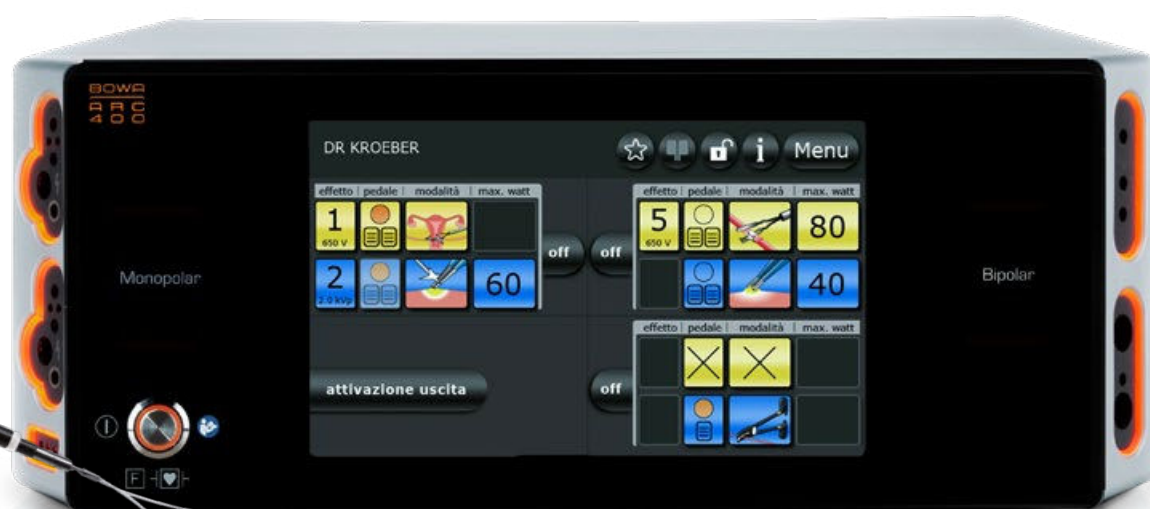 BOWA
ARC
400
DR KROEBER
i
Menu
effetto pedale modalità max. watt
1
650 V
2
2.0 kVp
60
off
effetto pedale modalità max. watt
5
650 V
80
40
off
Monopolar
Bipolar
attivazione uscita
effetto pedale modalità max. watt
off
F